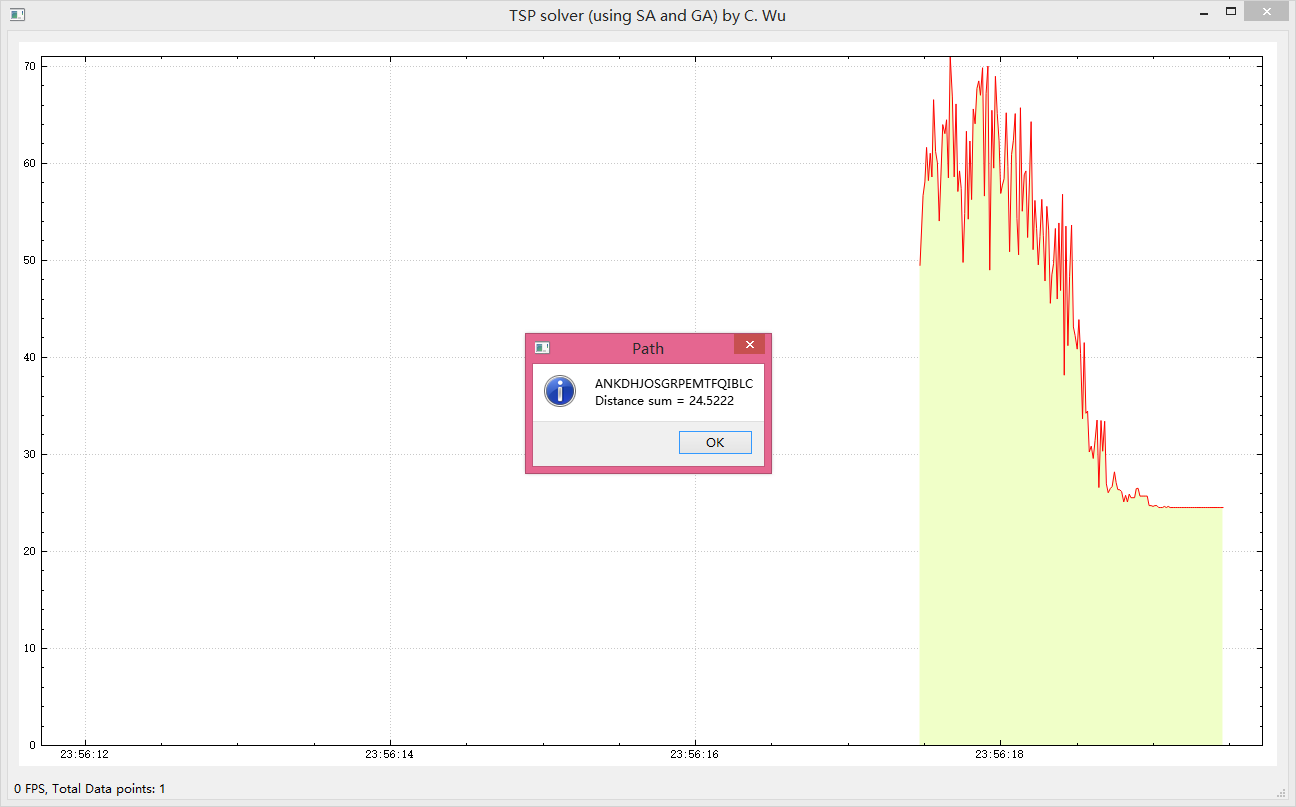 TSP solver (using SA and GA) by C. Wu
70
60
50
40
30
20
10
0
Path
ANKDHJOSGRPEMTFQIBLC
Distance sum = 24.5222
OK
23:56:12 23:56:14 23:56:16 23:56:18
0 FPS, Total Data points: 1